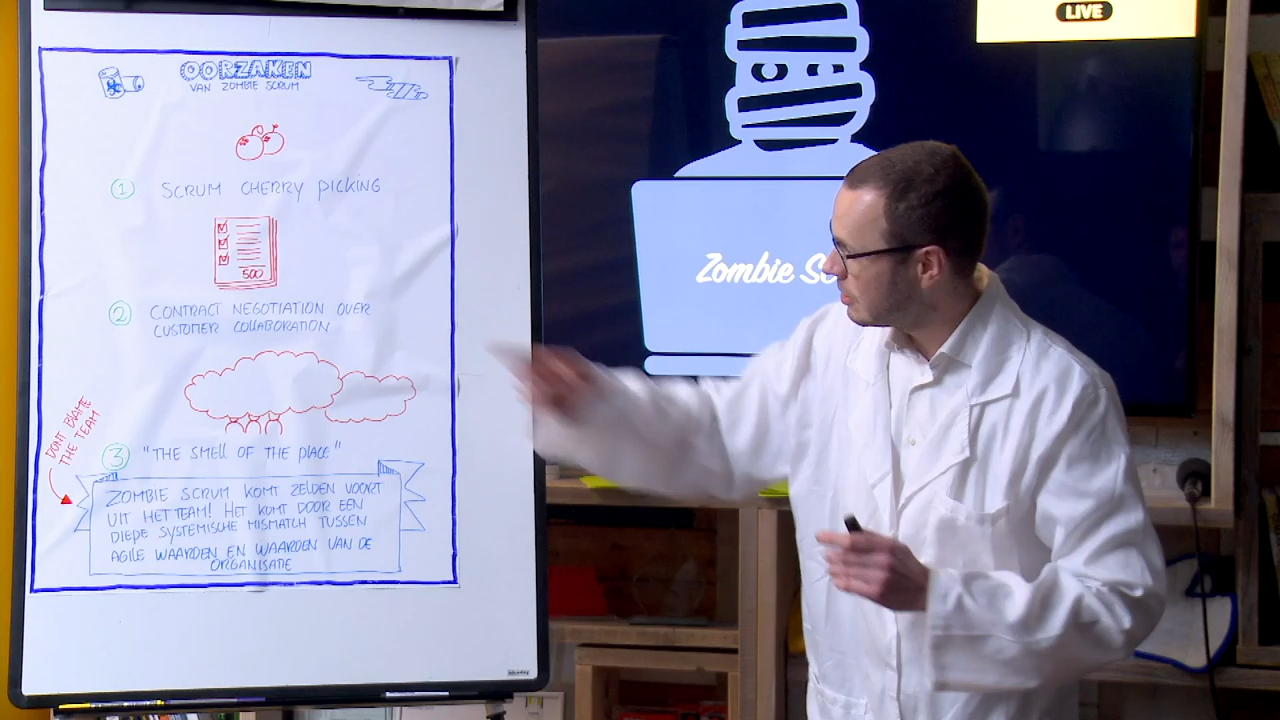 LIVE
OORZAKEN
VAN ZOMBIE SCRUM
1 SCRUM CHERRY PICKING
500
2 CONTRACT NEGOTIATION OVER
CUSTOMER COLLABORATION
DON'T BLAME
THE TEAM
3 "THE SMELL OF THE PLACE"
ZOMBIE SCRUM KOMT ZELDEN VOORT
UIT HET TEAM! HET KOMT DOOR EEN
DIEPE SYSTEMISCHE MISMATCH TUSSEN
AGILE WAARDEN EN WAARDEN VAN DE
ORGANISATIE
Zombie Sc